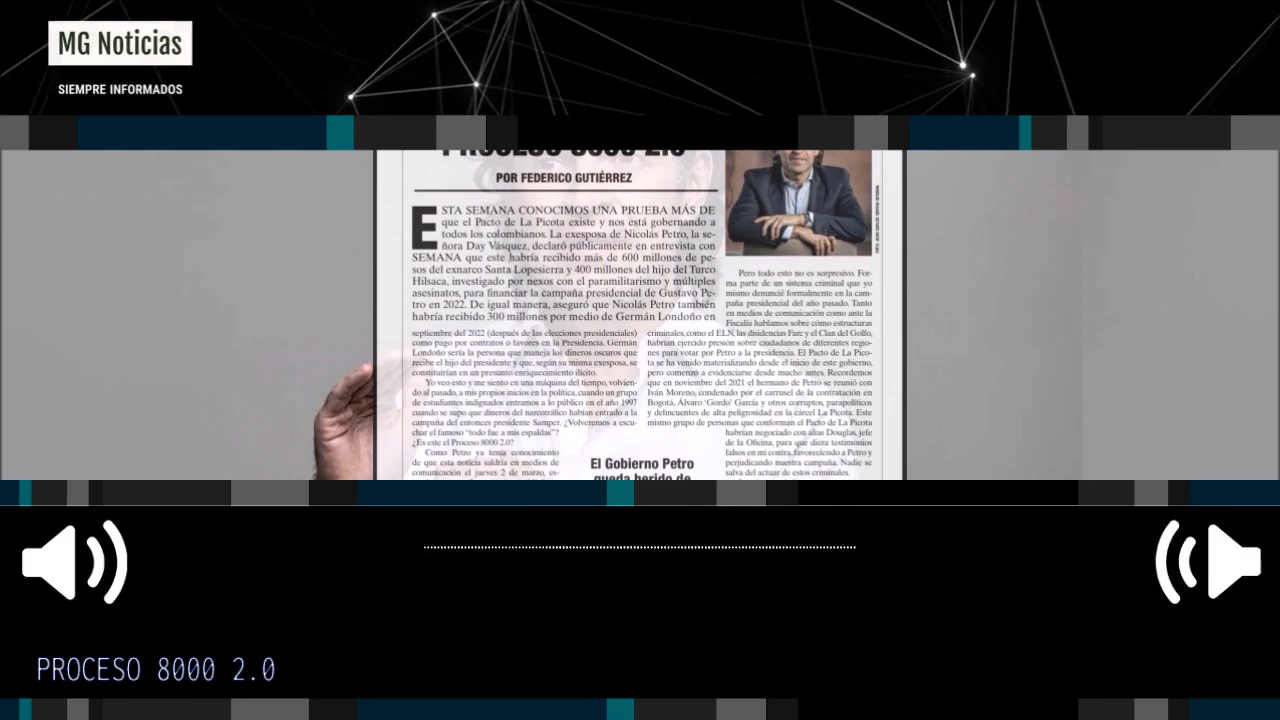 MG Noticias
SIEMPRE INFORMADOS
PROCESO 8000 2.0
POR FEDERICO GUTIÉRREZ
ESTA SEMANA CONOCIMOS UNA PRUEBA MÁS DE
que el Pacto de La Picota existe y nos está gobernando a
todos los colombianos. La exesposa de Nicolás Petro, la se-
ñora Day Vásquez, declaró públicamente en entrevista con
SEMANA que este habría recibido más de 600 millones de pe-
sos del exnarco Santa Lopesierra y 400 millones del hijo del Turco
Hilsaca, investigado por nexos con el paramilitarismo y múltiples
asesinatos, para financiar la campaña presidencial de Gustavo Pe-
tro en 2022. De igual manera, aseguró que Nicolás Petro también
habría recibido 300 millones por medio de Germán Londoño en
septiembre del 2022 (después de las elecciones presidenciales)
como pago por contratos o favores en la Presidencia. Germán
Londoño sería la persona que maneja los dineros oscuros que
recibe el hijo del presidente y que, según su misma exesposa, se
constituirían en un presunto enriquecimiento ilícito.
Yo veo esto y me siento en una máquina del tiempo, volvien-
do al pasado, a mis propios inicios en la política, cuando un grupo
de estudiantes indignados entramos a lo público en el año 1997
cuando se supo que dineros del narcotráfico habían entrado a la
campaña del entonces presidente Samper. ¿Volveremos a escu-
char el famoso “todo fue a mis espaldas”?
¿Es este el Proceso 8000 2.0?
Como Petro ya tenía conocimiento
de que esta noticia saldría en medios de
comunicación el jueves 2 de marzo, es-
El Gobierno Petro
queda herido de
Pero todo esto no es sorpresivo. For-
ma parte de un sistema criminal que yo
mismo denuncié formalmente en la cam-
paña presidencial del año pasado. Tanto
en medios de comunicación como ante la
Fiscalía hablamos sobre cómo estructuras
criminales, como el ELN, las disidencias Farc y el Clan del Golfo,
habrían ejercido presión sobre ciudadanos de diferentes regio-
nes para votar por Petro a la presidencia. El Pacto de La Pico-
ta se ha venido materializando desde el inicio de este gobierno,
pero comenzó a evidenciarse desde mucho antes. Recordemos
que en noviembre del 2021 el hermano de Petro se reunió con
Iván Moreno, condenado por el carrusel de la contratación en
Bogotá, Álvaro ‘Gordo’ García y otros corruptos, parapolíticos
y delincuentes de alta peligrosidad en la cárcel La Picota. Este
mismo grupo de personas que conforman el Pacto de La Picota
habrían negociado con alias Douglas, jefe
de la Oficina, para que diera testimonios
falsos en mi contra, favoreciendo a Petro y
perjudicando nuestra campaña. Nadie se
salva del actuar de estos criminales.
PROCESO 8000 2.0